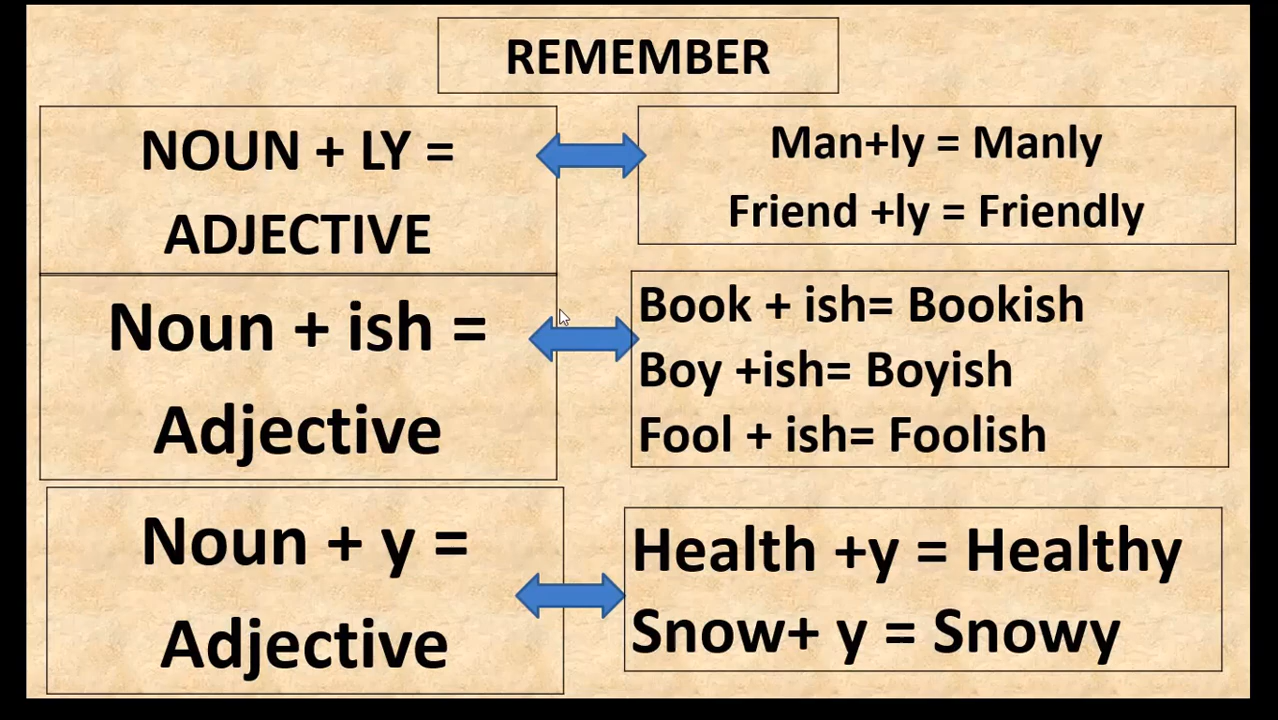 REMEMBER
NOUN + LY =
ADJECTIVE
Man+ly = Manly
Friend +ly = Friendly
Noun + ish =
Adjective
Book + ish= Bookish
Boy +ish= Boyish
Fool + ish= Foolish
Noun + y =
Adjective
Health +y = Healthy
Snow+ y = Snowy